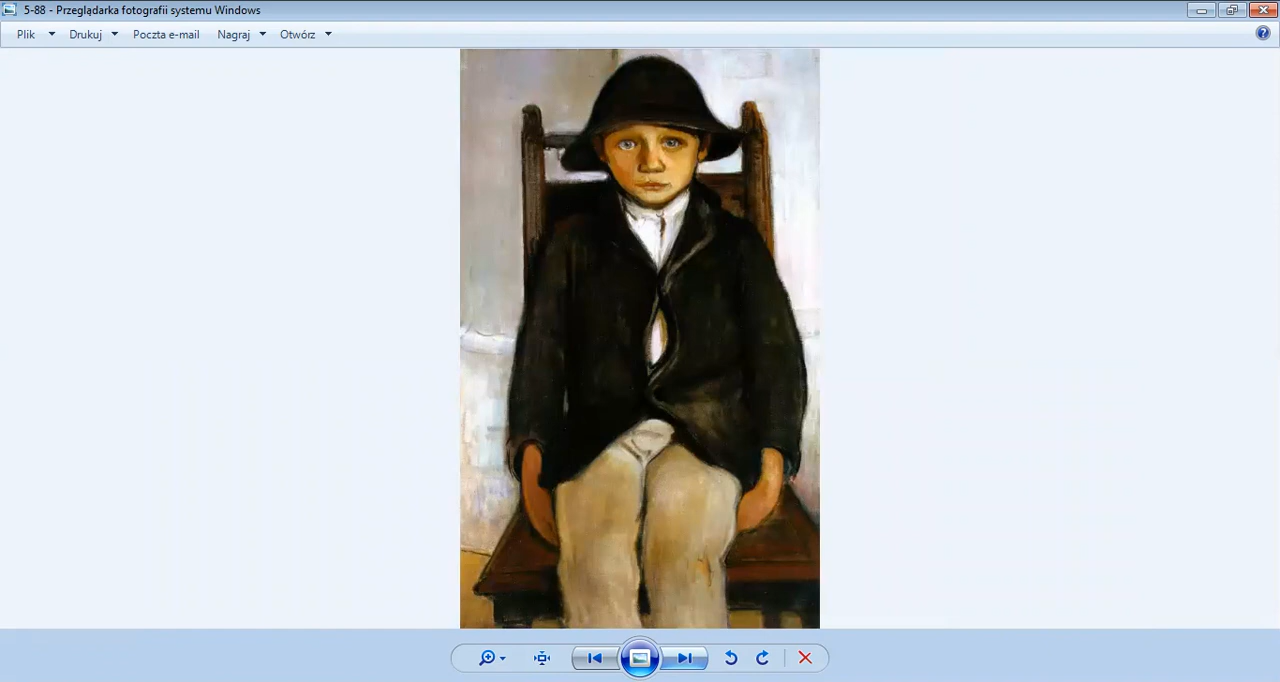 5-88 - Przeglądarka fotografii systemu Windows
Plik Drukuj Poczta e-mail Nagraj Otwórz